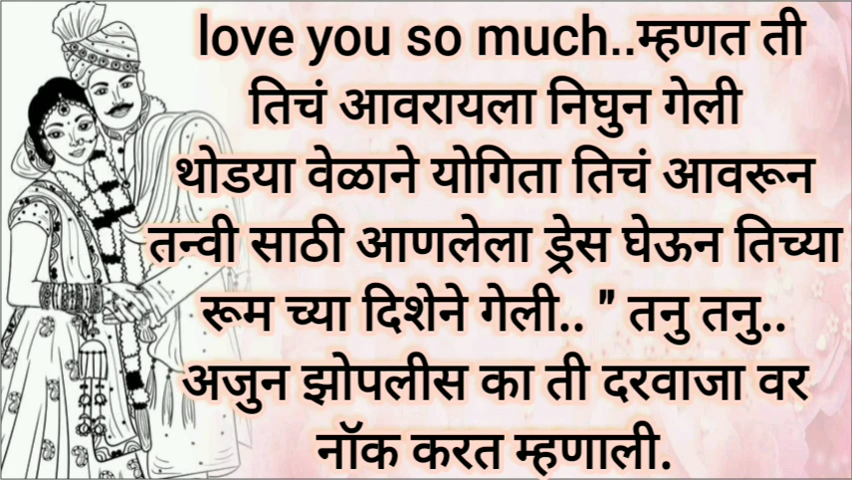 love you so much..म्हणत ती
तिचं आवरायला निघुन गेली
थोडया वेळाने योगिता तिचं आवरून
तन्वी साठी आणलेला ड्रेस घेऊन तिच्या
रूम च्या दिशेने गेली.. " तनु तनु..
अजुन झोपलीस का ती दरवाजा वर
नॉक करत म्हणाली.